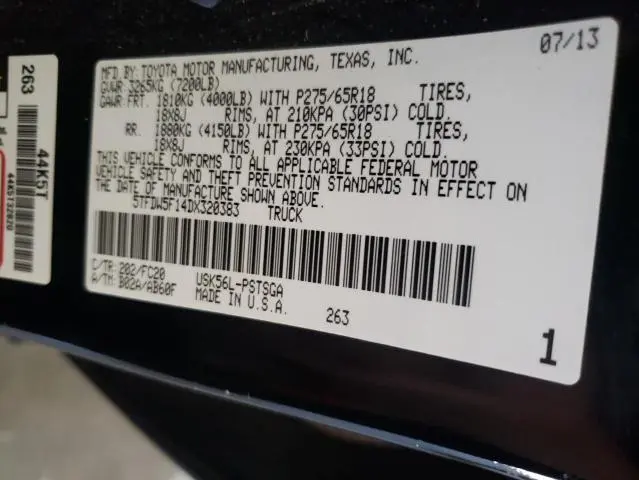 MFD.BY:TOYOTA MOTOR MANUFACTURING, TEXAS, INC. 07/13
GVWR:3265KG (7200LB)
GAWR:FRT. 1810KG (4000LB) WITH P275/65R18 TIRES,
18X8J RIMS, AT 210KPA (30PSI) COLD.
RR. 1880KG (4150LB) WITH P275/65R18 TIRES,
18X8J RIMS, AT 230KPA (33PSI) COLD.
THIS VEHICLE CONFORMS TO ALL APPLICABLE FEDERAL MOTOR
VEHICLE SAFETY AND THEFT PREVENTION STANDARDS IN EFFECT ON
THE DATE OF MANUFACTURE SHOWN ABOVE.
5TFDW5F14DX320383 TRUCK
C/TR: 202/FC20 USK56L-PSTSGA
A/TM: B02A/AB60F MADE IN U.S.A.
263
1
263
44K5T
44K5T32020